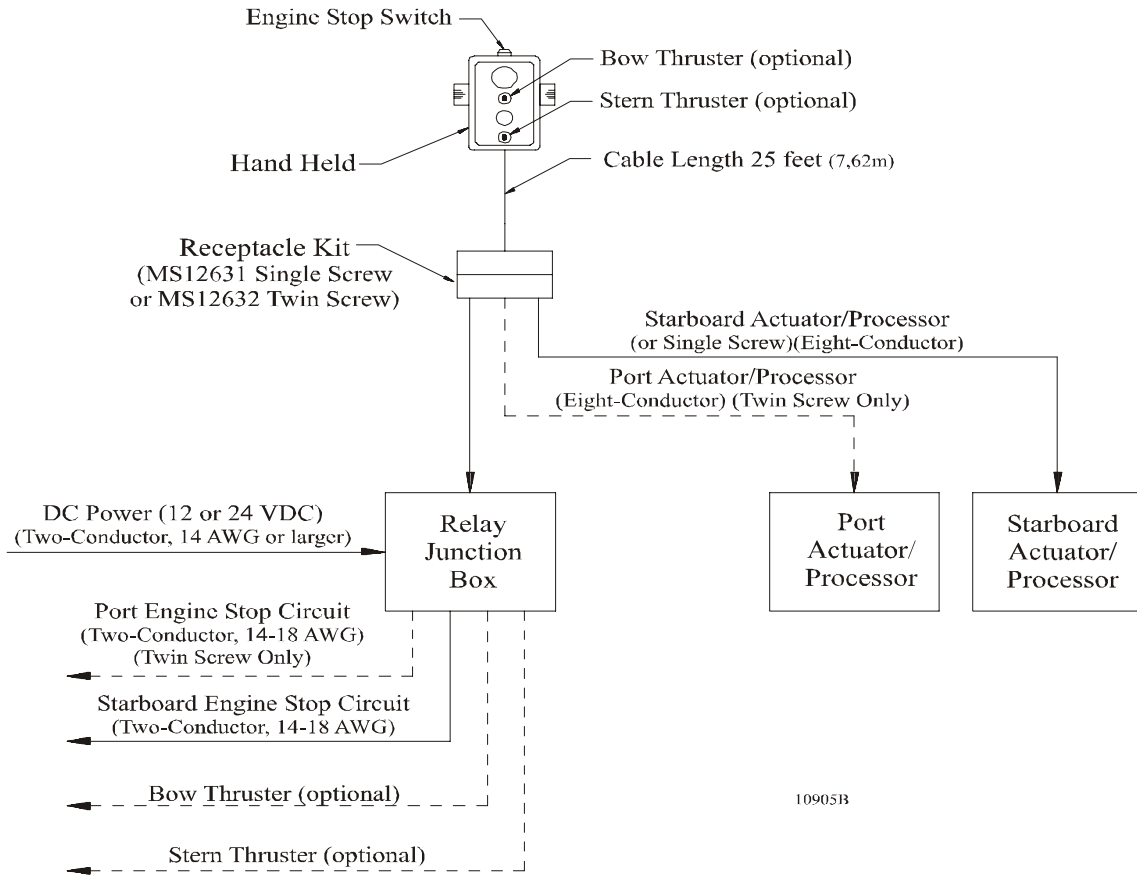 Engine Stop Switch
Bow Thruster (optional)
Stern Thruster (optional)
Hand Held
Cable Length 25 feet (7,62m)
Receptacle Kit
(MS12631 Single Screw
or MS12632 Twin Screw)
Starboard Actuator/Processor
(or Single Screw)(Eight-Conductor)
Port Actuator/Processor
(Eight-Conductor) (Twin Screw Only)
DC Power (12 or 24 VDC)
(Two-Conductor, 14 AWG or larger)
Relay
Junction
Box
Port
Actuator/
Processor
Starboard
Actuator/
Processor
Port Engine Stop Circuit
(Two-Conductor, 14-18 AWG)
(Twin Screw Only)
Starboard Engine Stop Circuit
(Two-Conductor, 14-18 AWG)
Bow Thruster (optional)
10905B
Stern Thruster (optional)